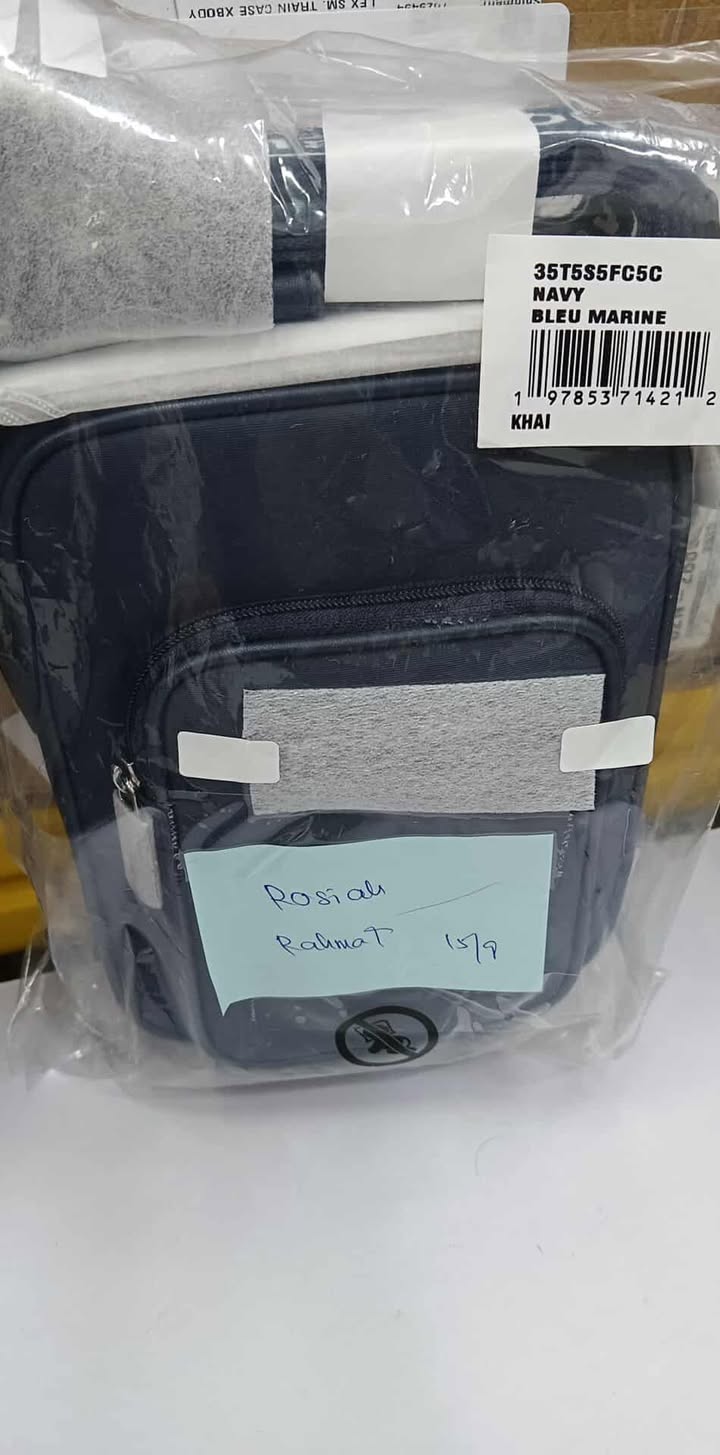 LEX SM. TRAIN CASE XBODY
35T5S5FC5C
NAVY
BLEU MARINE
1 97853 71421 2
KHAI
Rosiah
Rahmat 15/9